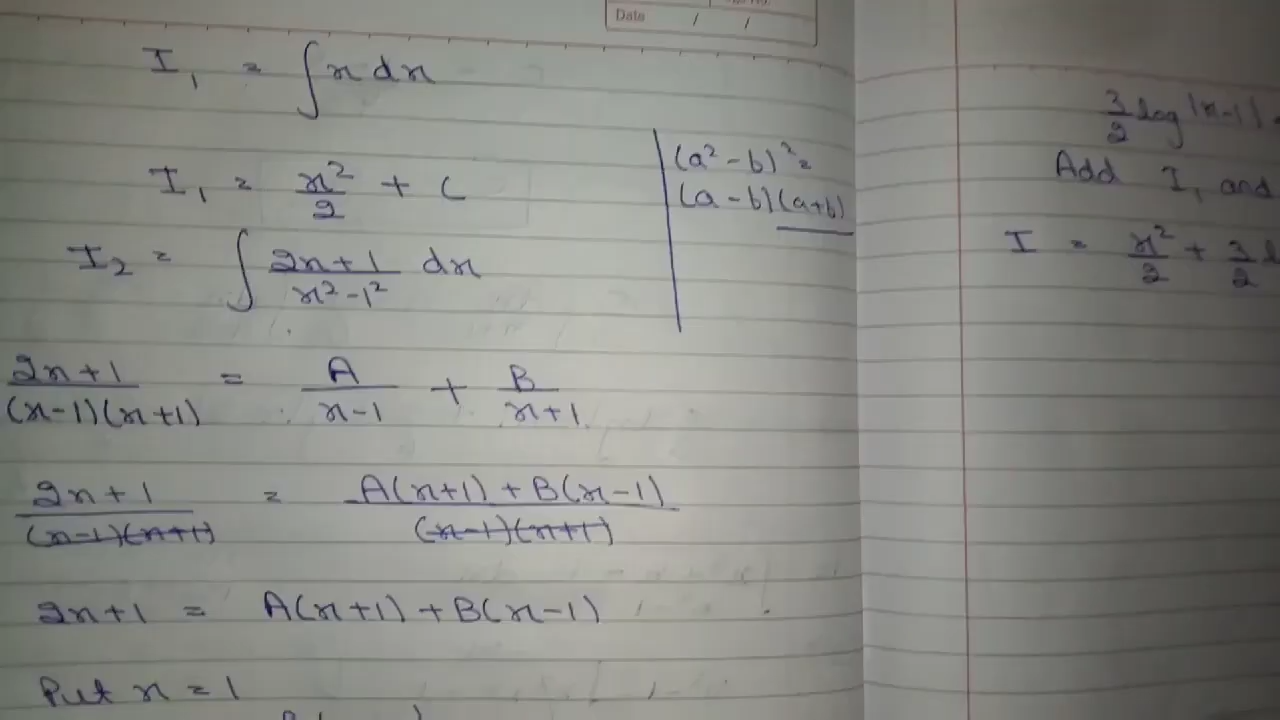 Date / /
I₁ = ∫x dx
I₁ = x²/2 + C
(a² - b)² =
(a - b)(a+b)
I₂ = ∫ 2x+1/x²-1² dx
2x+1/(x-1)(x+1) = A/x-1 + B/x+1
2x+1/(x-1)(x+1) = A(x+1) + B(x-1)/(x-1)(x+1)
2x+1 = A(x+1) + B(x-1)
Put x = 1
3/2 log |x-1|
Add I₁ and
I = x²/2 + 3/2 l